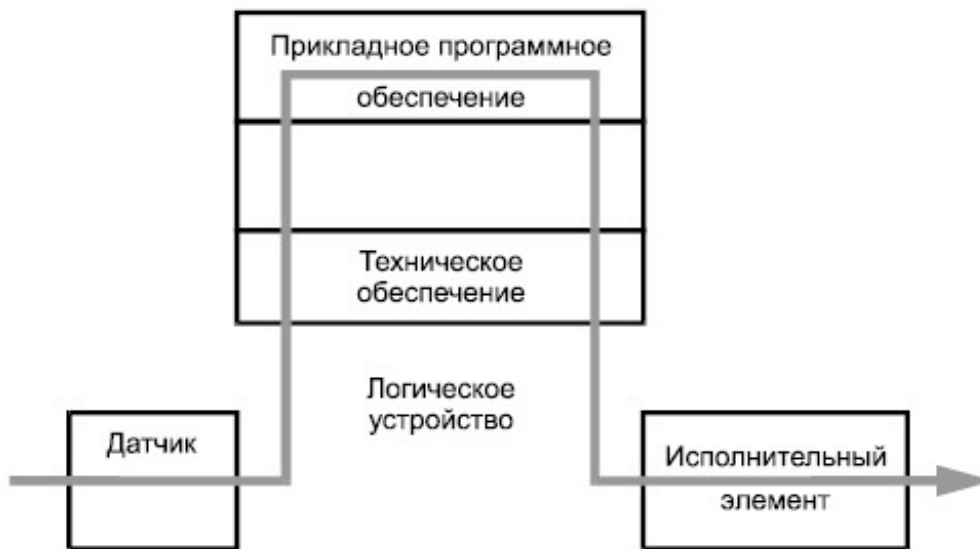 Прикладное программное
обеспечение
Техническое
обеспечение
Логическое
устройство
Датчик
Исполнительный
элемент